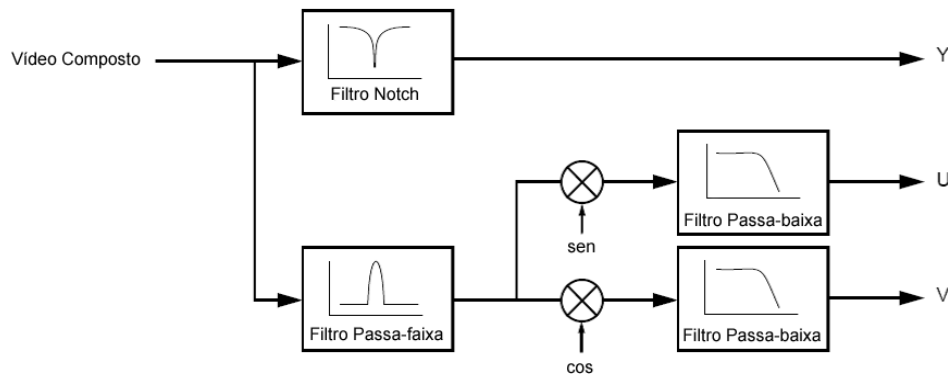 Vídeo Composto
Filtro Notch
Y
sen
Filtro Passa-baixa
U
Filtro Passa-faixa
cos
Filtro Passa-baixa
V